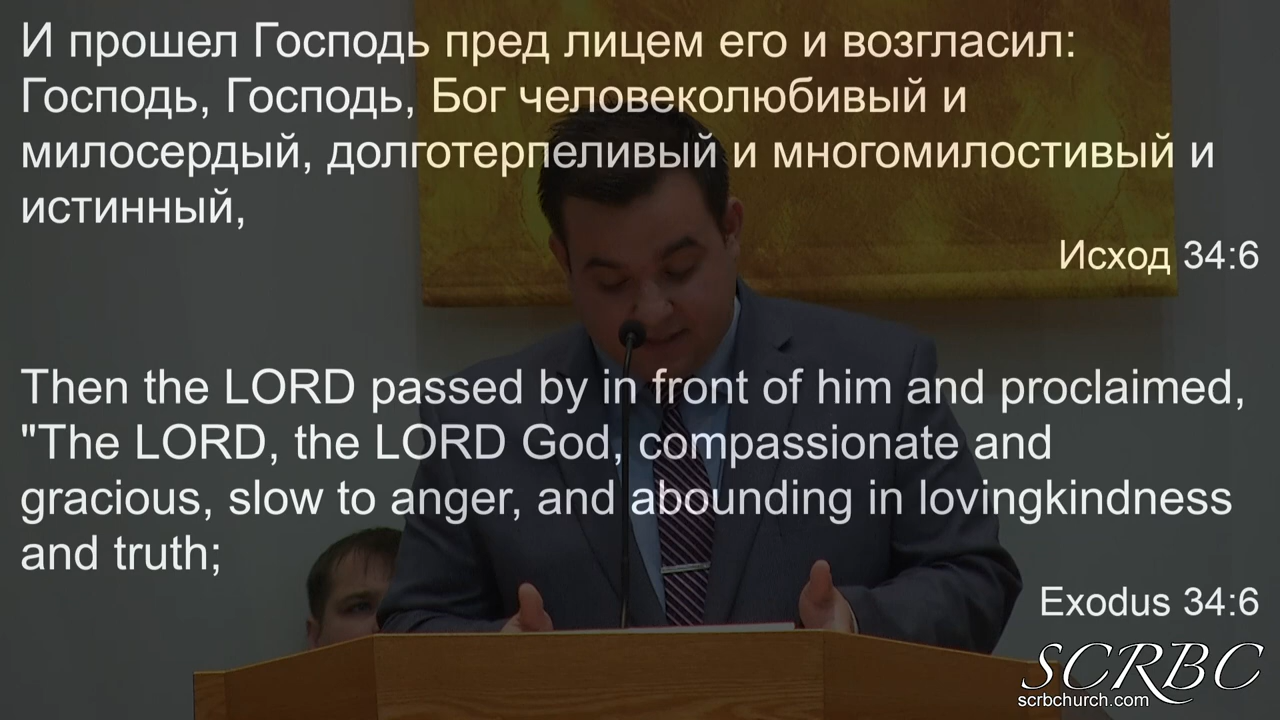 И прошел Господь пред лицем его и возгласил:
Господь, Господь, Бог человеколюбивый и
милосердый, долготерпеливый и многомилостивый и
истинный,
Исход 34:6
Then the LORD passed by in front of him and proclaimed,
"The LORD, the LORD God, compassionate and
gracious, slow to anger, and abounding in lovingkindness
and truth;
Exodus 34:6
SCRBC
scrbchurch.com